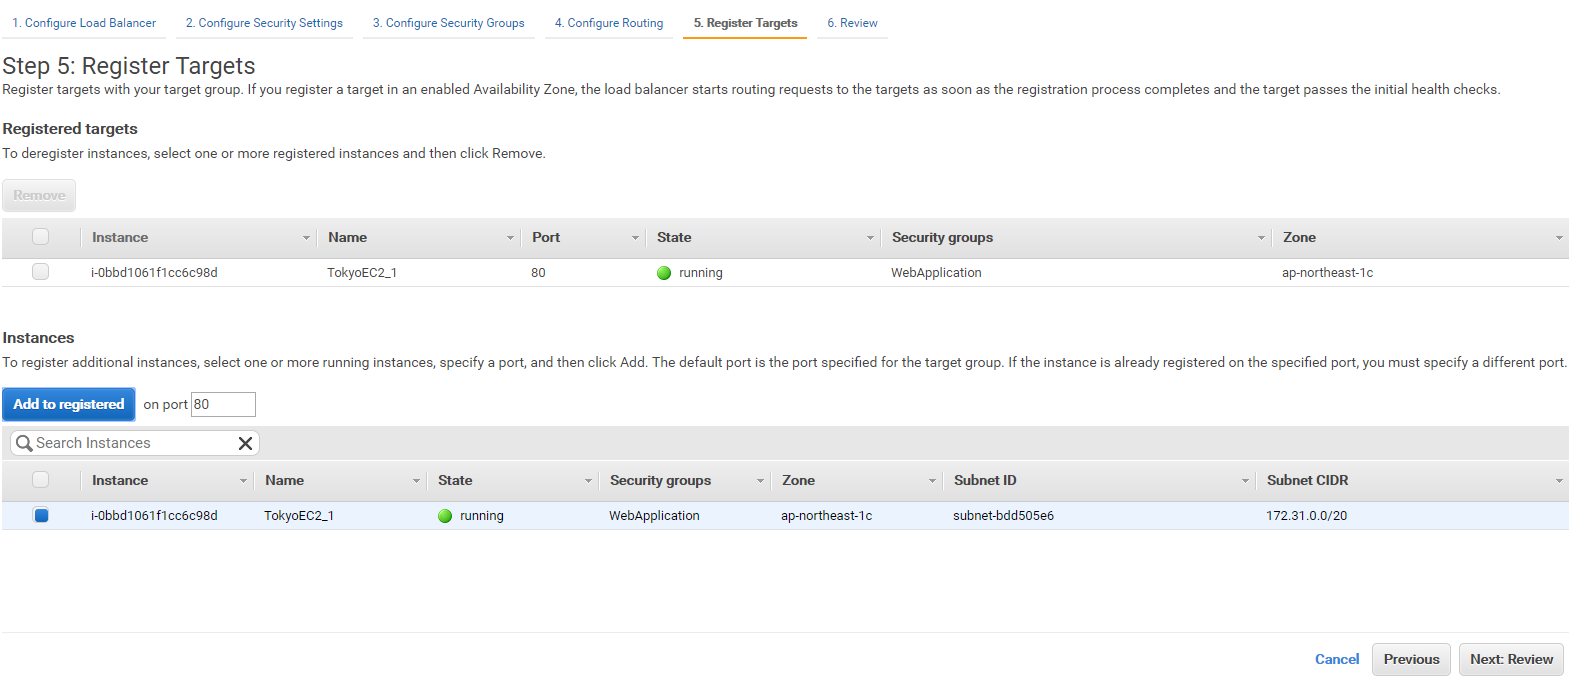 1. Configure Load Balancer 2. Configure Security Settings 3. Configure Security Groups 4. Configure Routing 5. Register Targets 6. Review
Step 5: Register Targets
Register targets with your target group. If you register a target in an enabled Availability Zone, the load balancer starts routing requests to the targets as soon as the registration process completes and the target passes the initial health checks.
Registered targets
To deregister instances, select one or more registered instances and then click Remove.
Remove
Instance Name Port State Security groups Zone
i-0bbd1061f1cc6c98d TokyoEC2_1 80 running WebApplication ap-northeast-1c
Instances
To register additional instances, select one or more running instances, specify a port, and then click Add. The default port is the port specified for the target group. If the instance is already registered on the specified port, you must specify a different port.
Add to registered on port 80
Search Instances
Instance Name State Security groups Zone Subnet ID Subnet CIDR
i-0bbd1061f1cc6c98d TokyoEC2_1 running WebApplication ap-northeast-1c subnet-bdd505e6 172.31.0.0/20
Cancel Previous Next: Review